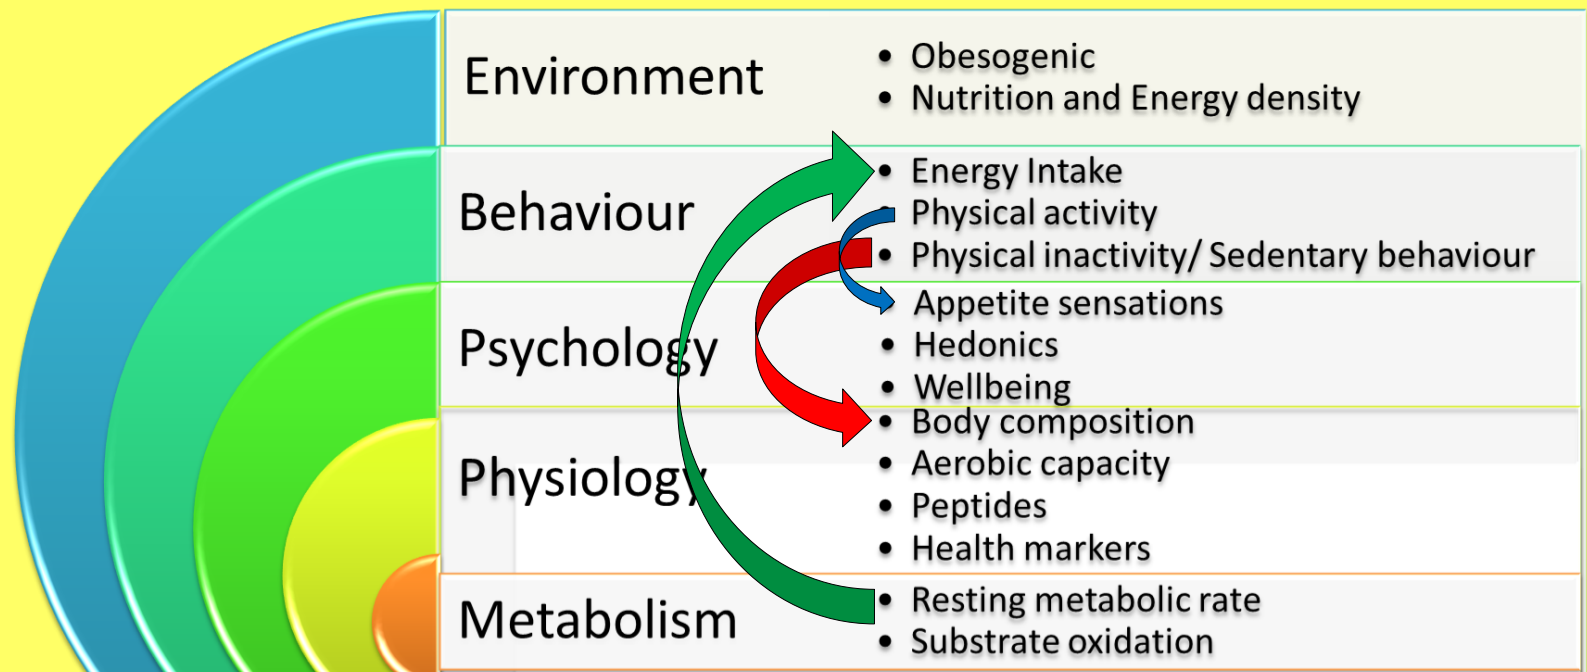 Environment
• Obesogenic
• Nutrition and Energy density
Behaviour
• Energy Intake
• Physical activity
• Physical inactivity/ Sedentary behaviour
Psychology
Appetite sensations
• Hedonics
• Wellbeing
Physiology
• Body composition
• Aerobic capacity
• Peptides
• Health markers
Metabolism
• Resting metabolic rate
• Substrate oxidation